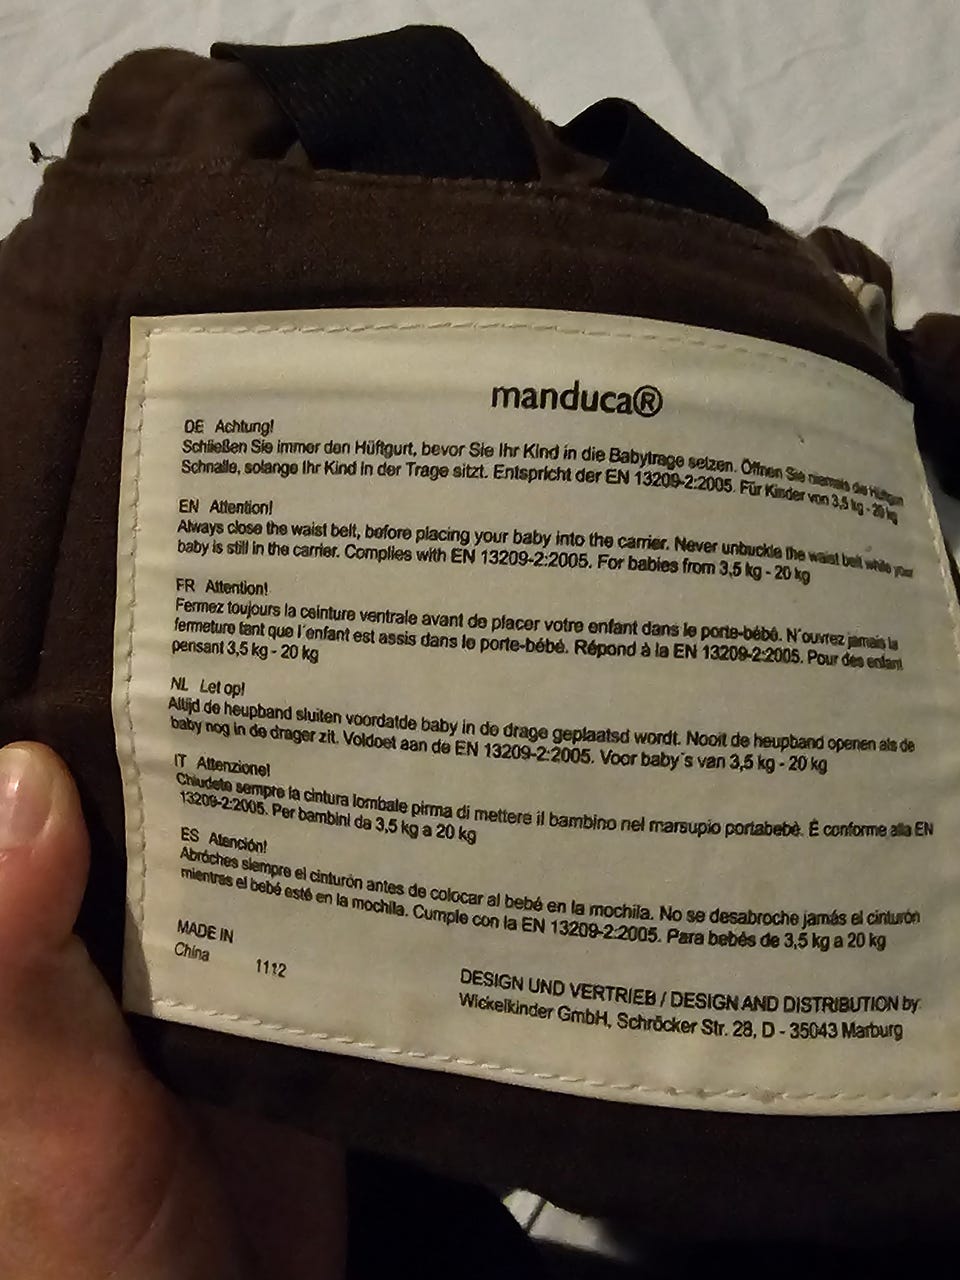 manduca®
DE Achtung!
Schließen Sie immer den Hüftgurt, bevor Sie Ihr Kind in die Babytrage setzen. Öffnen Sie niemals die Hüftgurt
Schnalle, solange Ihr Kind in der Trage sitzt. Entspricht der EN 13209-2:2005. Für Kinder von 3,5 kg - 20 kg
EN Attention!
Always close the waist belt, before placing your baby into the carrier. Never unbuckle the waist belt while your
baby is still in the carrier. Complies with EN 13209-2:2005. For babies from 3,5 kg - 20 kg
FR Attention!
Fermez toujours la ceinture ventrale avant de placer votre enfant dans le porte-bébé. N´ouvrez jamais la
fermeture tant que l´enfant est assis dans le porte-bébé. Répond à la EN 13209-2:2005. Pour des enfant
pensant 3,5 kg - 20 kg
NL Let op!
Altijd de heupband sluiten voordatde baby in de drage geplaatsd wordt. Nooit de heupband openen als de
baby nog in de drager zit. Voldoet aan de EN 13209-2:2005. Voor baby´s van 3,5 kg - 20 kg
IT Attenzione!
Chiudete sempre la cintura lombale pirma di mettere il bambino nel marsupio portabebè. È conforme alla EN
13209-2:2005. Per bambini da 3,5 kg a 20 kg
ES Atención!
Abróches siempre el cinturón antes de colocar al bebé en la mochila. No se desabroche jamás el cinturón
mientras el bebé esté en la mochila. Cumple con la EN 13209-2:2005. Para bebés de 3,5 kg a 20 kg
MADE IN
China 1112
DESIGN UND VERTRIEB / DESIGN AND DISTRIBUTION by:
Wickelkinder GmbH, Schröcker Str. 28, D - 35043 Marburg